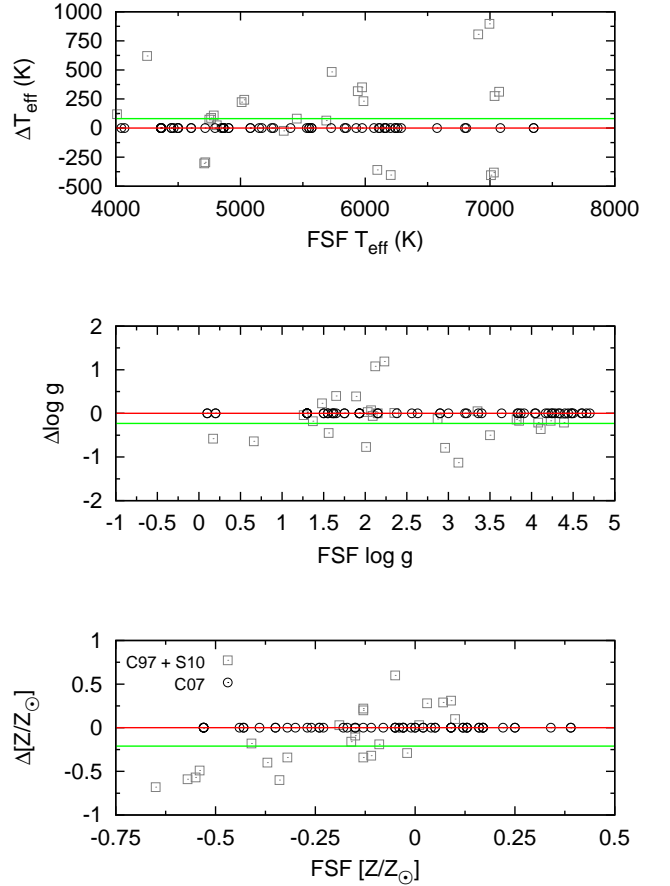 1000
750
500
250
0
-250
-500
ΔT_eff (K)
4000 5000 6000 7000 8000
FSF T_eff (K)
2
1
0
-1
-2
Δlog g
-1 -0.5 0 0.5 1 1.5 2 2.5 3 3.5 4 4.5 5
FSF log g
1
0.5
0
-0.5
-1
Δ[Z/Z☉]
C97 + S10
C07
-0.75 -0.5 -0.25 0 0.25 0.5
FSF [Z/Z☉]